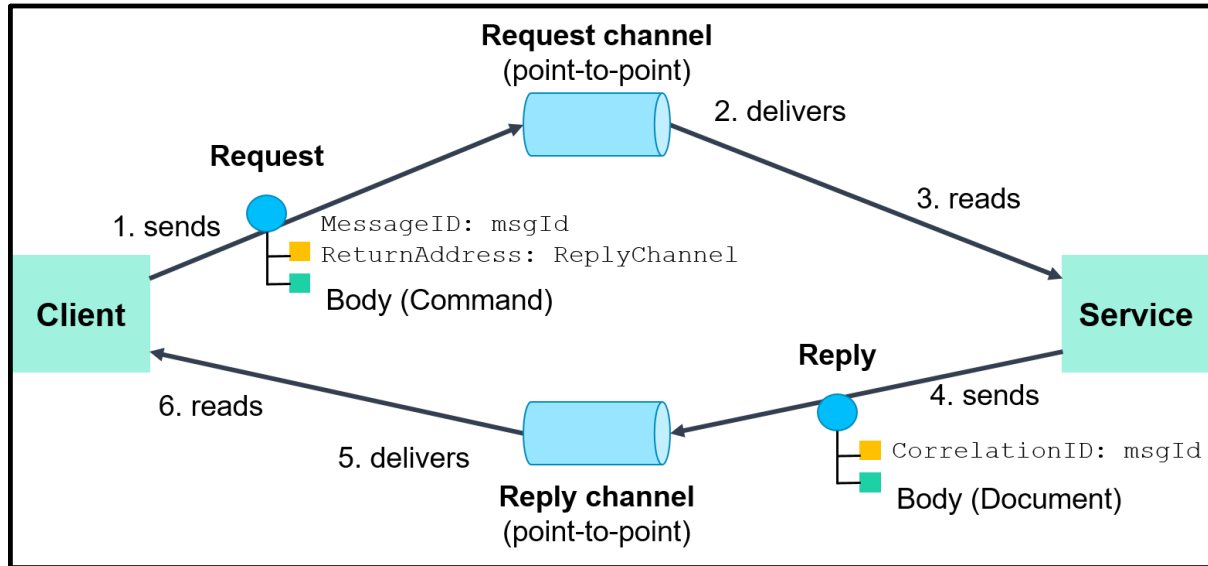 Request channel
(point-to-point)
2. delivers
Request
3. reads
1. sends
MessageID: msgId
ReturnAddress: ReplyChannel
Body (Command)
Client
Service
Reply
6. reads
4. sends
5. delivers
CorrelationID: msgId
Reply channel
Body (Document)
(point-to-point)